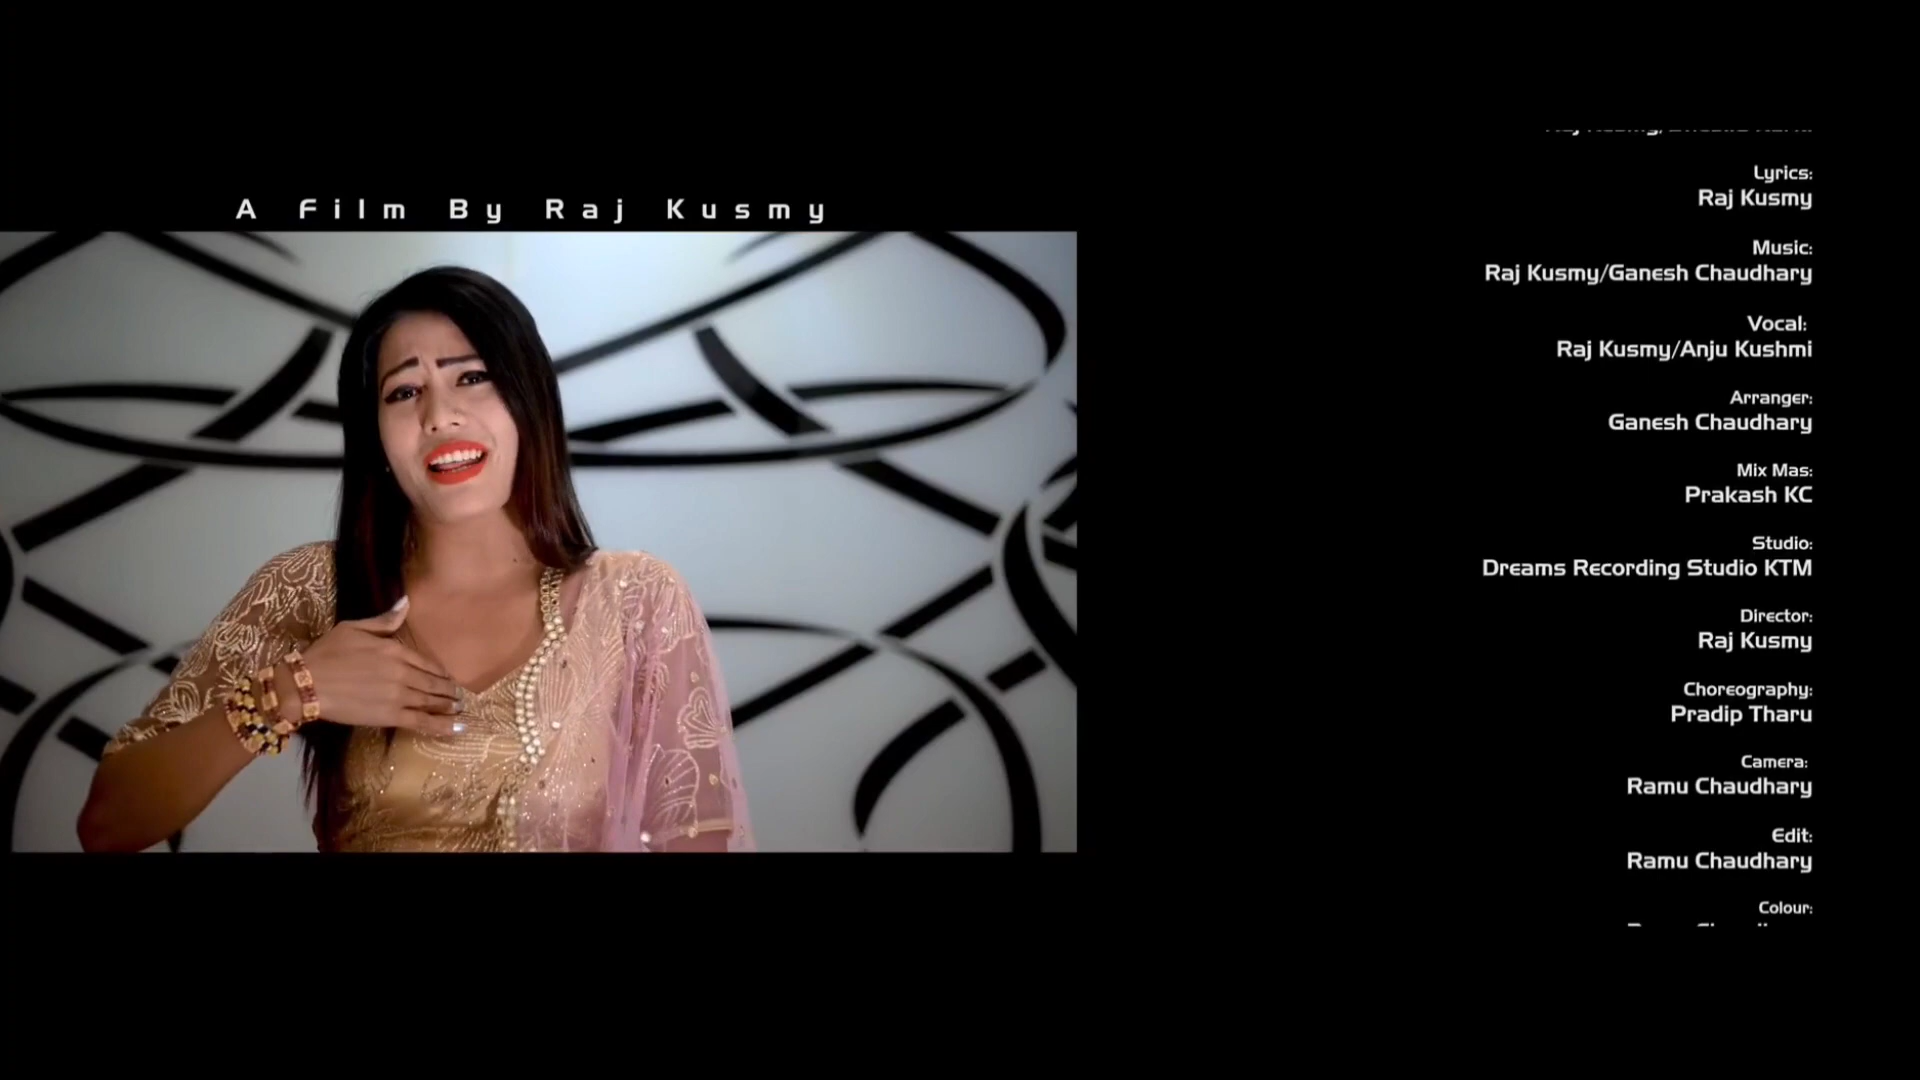 A Film By Raj Kusmy
Lyrics:
Raj Kusmy
Music:
Raj Kusmy/Ganesh Chaudhary
Vocal:
Raj Kusmy/Anju Kushmi
Arranger:
Ganesh Chaudhary
Mix Mas:
Prakash KC
Studio:
Dreams Recording Studio KTM
Director:
Raj Kusmy
Choreography:
Pradip Tharu
Camera:
Ramu Chaudhary
Edit:
Ramu Chaudhary
Colour: